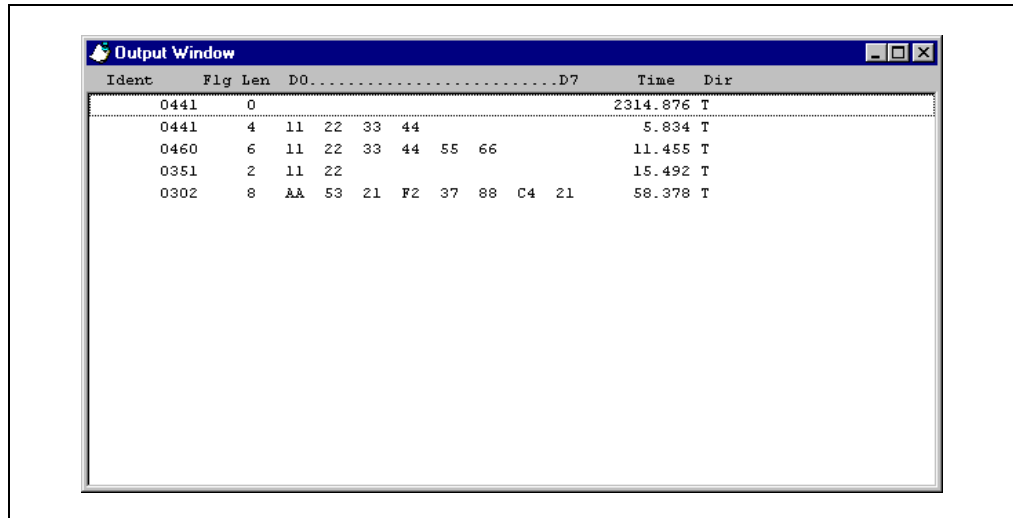 Output Window
Ident Flg Len D0..........................D7 Time Dir
0441 0 2314.876 T
0441 4 11 22 33 44 5.834 T
0460 6 11 22 33 44 55 66 11.455 T
0351 2 11 22 15.492 T
0302 8 AA 53 21 F2 37 88 C4 21 58.378 T